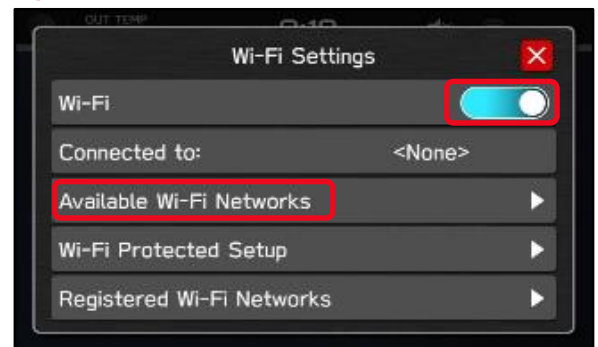 OUT TEMP
Wi-Fi Settings
Wi-Fi
Connected to: <None>
Available Wi-Fi Networks
Wi-Fi Protected Setup
Registered Wi-Fi Networks